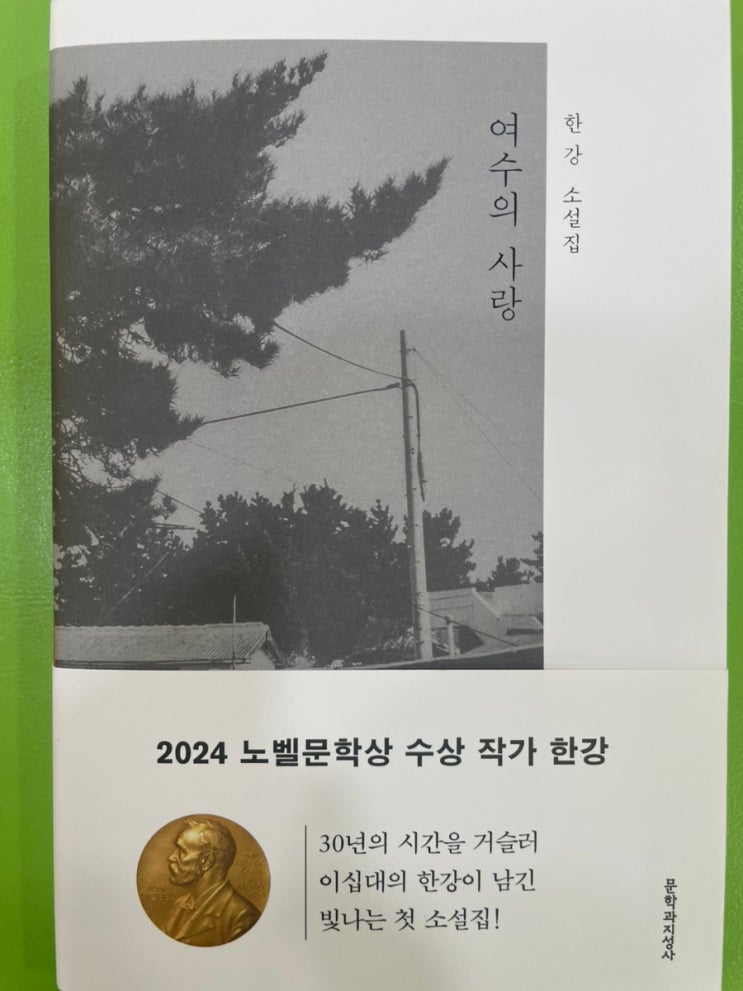 여수의 사랑
한강 소설집
2024 노벨문학상 수상 작가 한강
30년의 시간을 거슬러
이십대의 한강이 남긴
빛나는 첫 소설집!
문학과지성사